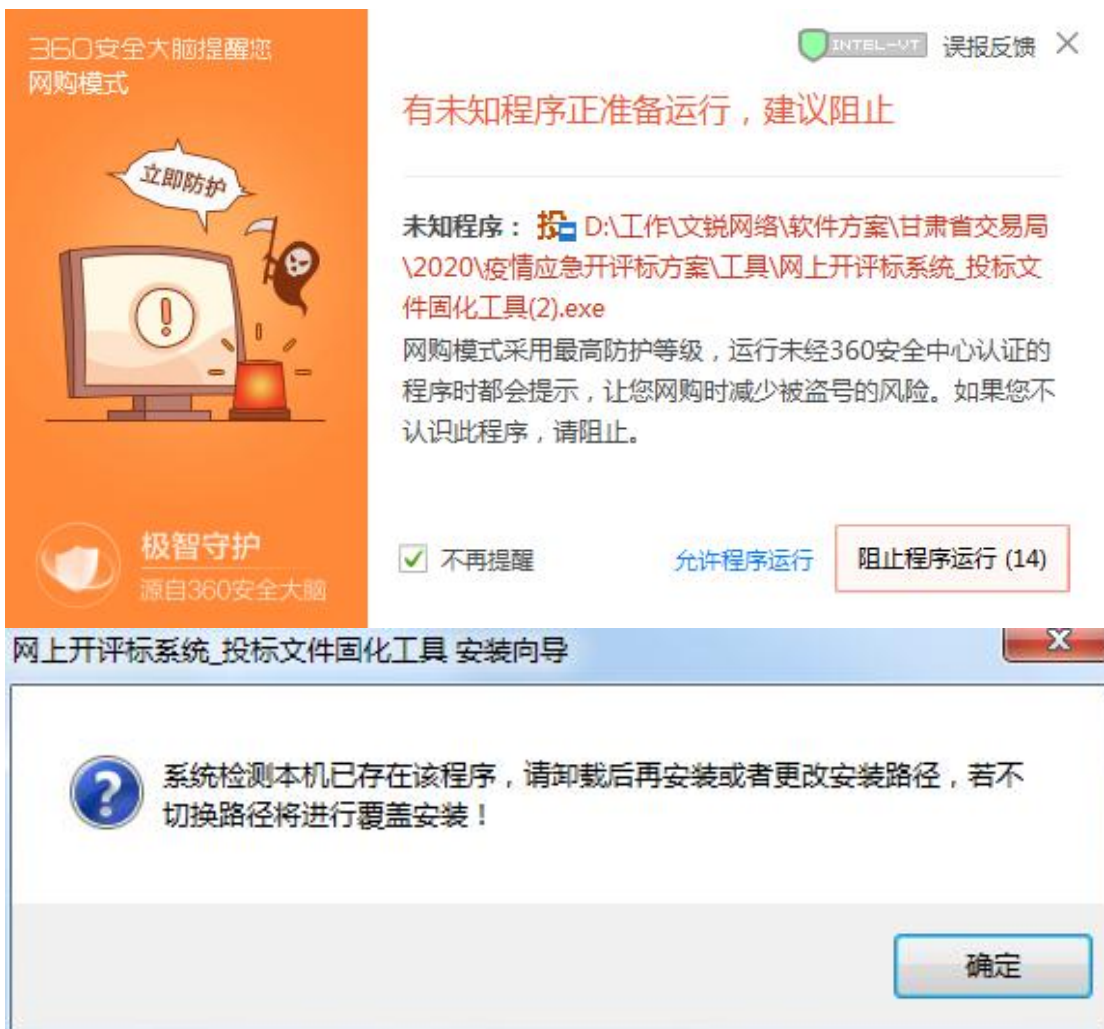 360安全大脑提醒您
网购模式
立即防护
极智守护
源自360安全大脑
INTEL-VT 误报反馈
有未知程序正准备运行，建议阻止
未知程序： D:\工作\文锐网络\软件方案\甘肃省交易局
\2020\疫情应急开评标方案\工具\网上开评标系统_投标文
件固化工具(2).exe
网购模式采用最高防护等级，运行未经360安全中心认证的
程序时都会提示，让您网购时减少被盗号的风险。如果您不
认识此程序，请阻止。
不再提醒 允许程序运行 阻止程序运行 (14)
网上开评标系统_投标文件固化工具 安装向导
系统检测本机已存在该程序，请卸载后再安装或者更改安装路径，若不
切换路径将进行覆盖安装！
确定